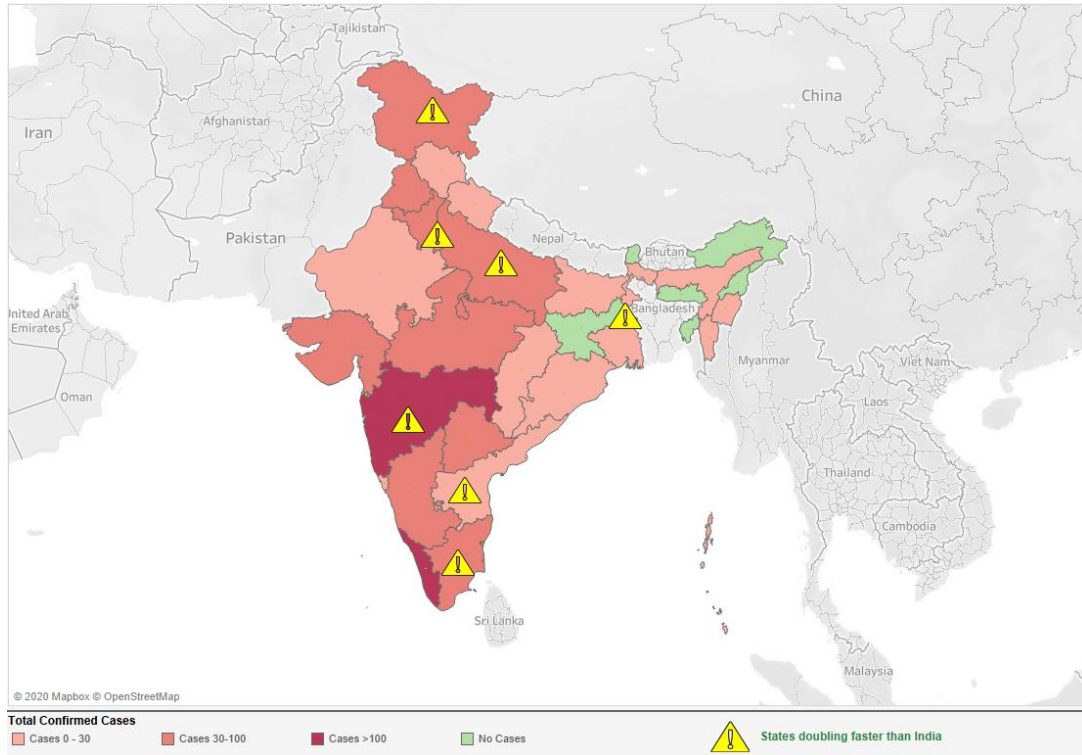 Tajikistan
China
Iran
Afghanistan
Pakistan
Nepal
Bhutan
United Arab
Emirates
Bangladesh
Oman
Myanmar
Viet Nam
Laos
Thailand
Cambodia
Sri Lanka
Malaysia
© 2020 Mapbox © OpenStreetMap
Total Confirmed Cases
Cases 0 - 30
Cases 30-100
Cases >100
No Cases
States doubling faster than India